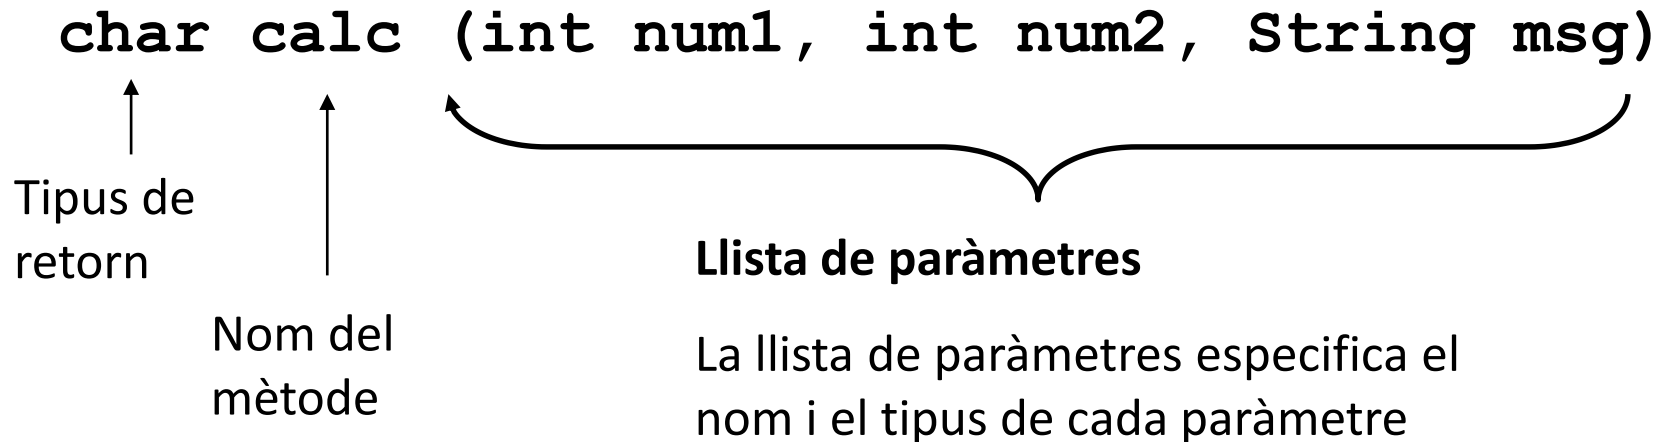 char calc (int num1, int num2, String msg)
Tipus de
retorn
Nom del
mètode
Llista de paràmetres
La llista de paràmetres especifica el
nom i el tipus de cada paràmetre